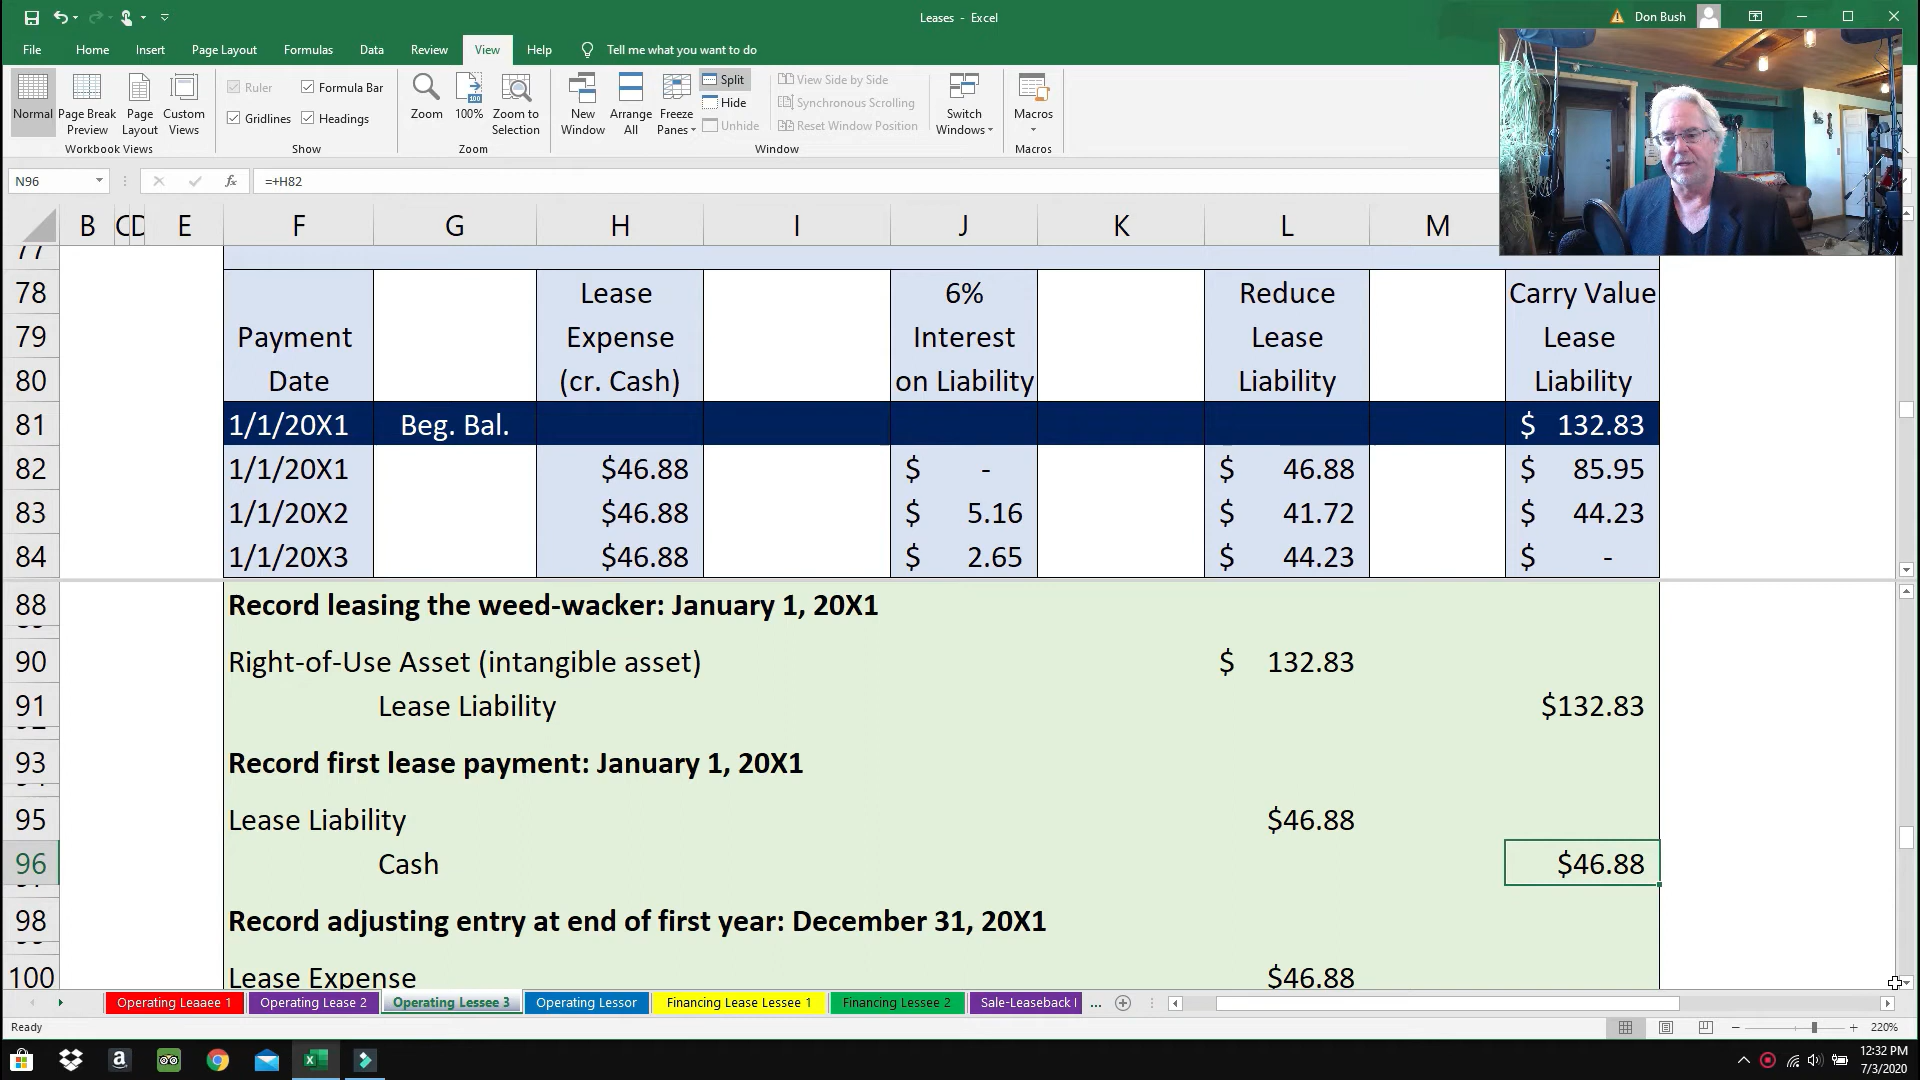 Leases - Excel
Don Bush
File Home Insert Page Layout Formulas Data Review View Help Tell me what you want to do
Normal
Page Break Preview
Page Layout
Custom Views
Workbook Views
Ruler
Formula Bar
Gridlines
Headings
Show
Zoom
100%
Zoom to Selection
Zoom
New Window
Arrange All
Freeze Panes
Split
Hide
Unhide
View Side by Side
Synchronous Scrolling
Reset Window Position
Switch Windows
Window
Macros
Macros
N96 fx =+H82
B C D E F G H I J K L M
77
78 Lease 6% Reduce Carry Value
79 Payment Expense Interest Lease Lease
80 Date (cr. Cash) on Liability Liability Liability
81 1/1/20X1 Beg. Bal. $ 132.83
82 1/1/20X1 $46.88 $ - $ 46.88 $ 85.95
83 1/1/20X2 $46.88 $ 5.16 $ 41.72 $ 44.23
84 1/1/20X3 $46.88 $ 2.65 $ 44.23 $ -
88 Record leasing the weed-wacker: January 1, 20X1
90 Right-of-Use Asset (intangible asset) $ 132.83
91 Lease Liability $132.83
93 Record first lease payment: January 1, 20X1
95 Lease Liability $46.88
96 Cash $46.88
98 Record adjusting entry at end of first year: December 31, 20X1
100 Lease Expense $46.88
Operating Leaaee 1 Operating Lease 2 Operating Lessee 3 Operating Lessor Financing Lease Lessee 1 Financing Lessee 2 Sale-Leaseback ...
Ready 220%
12:32 PM
7/3/2020